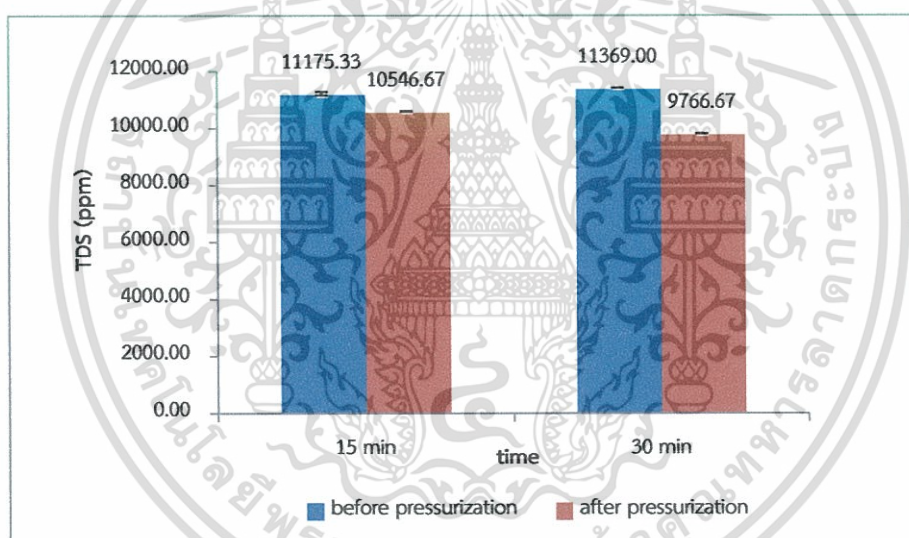 12000.00
10000.00
8000.00
6000.00
4000.00
2000.00
0.00
TDS (ppm)
11175.33
10546.67
11369.00
9766.67
15 min
30 min
time
before pressurization
after pressurization